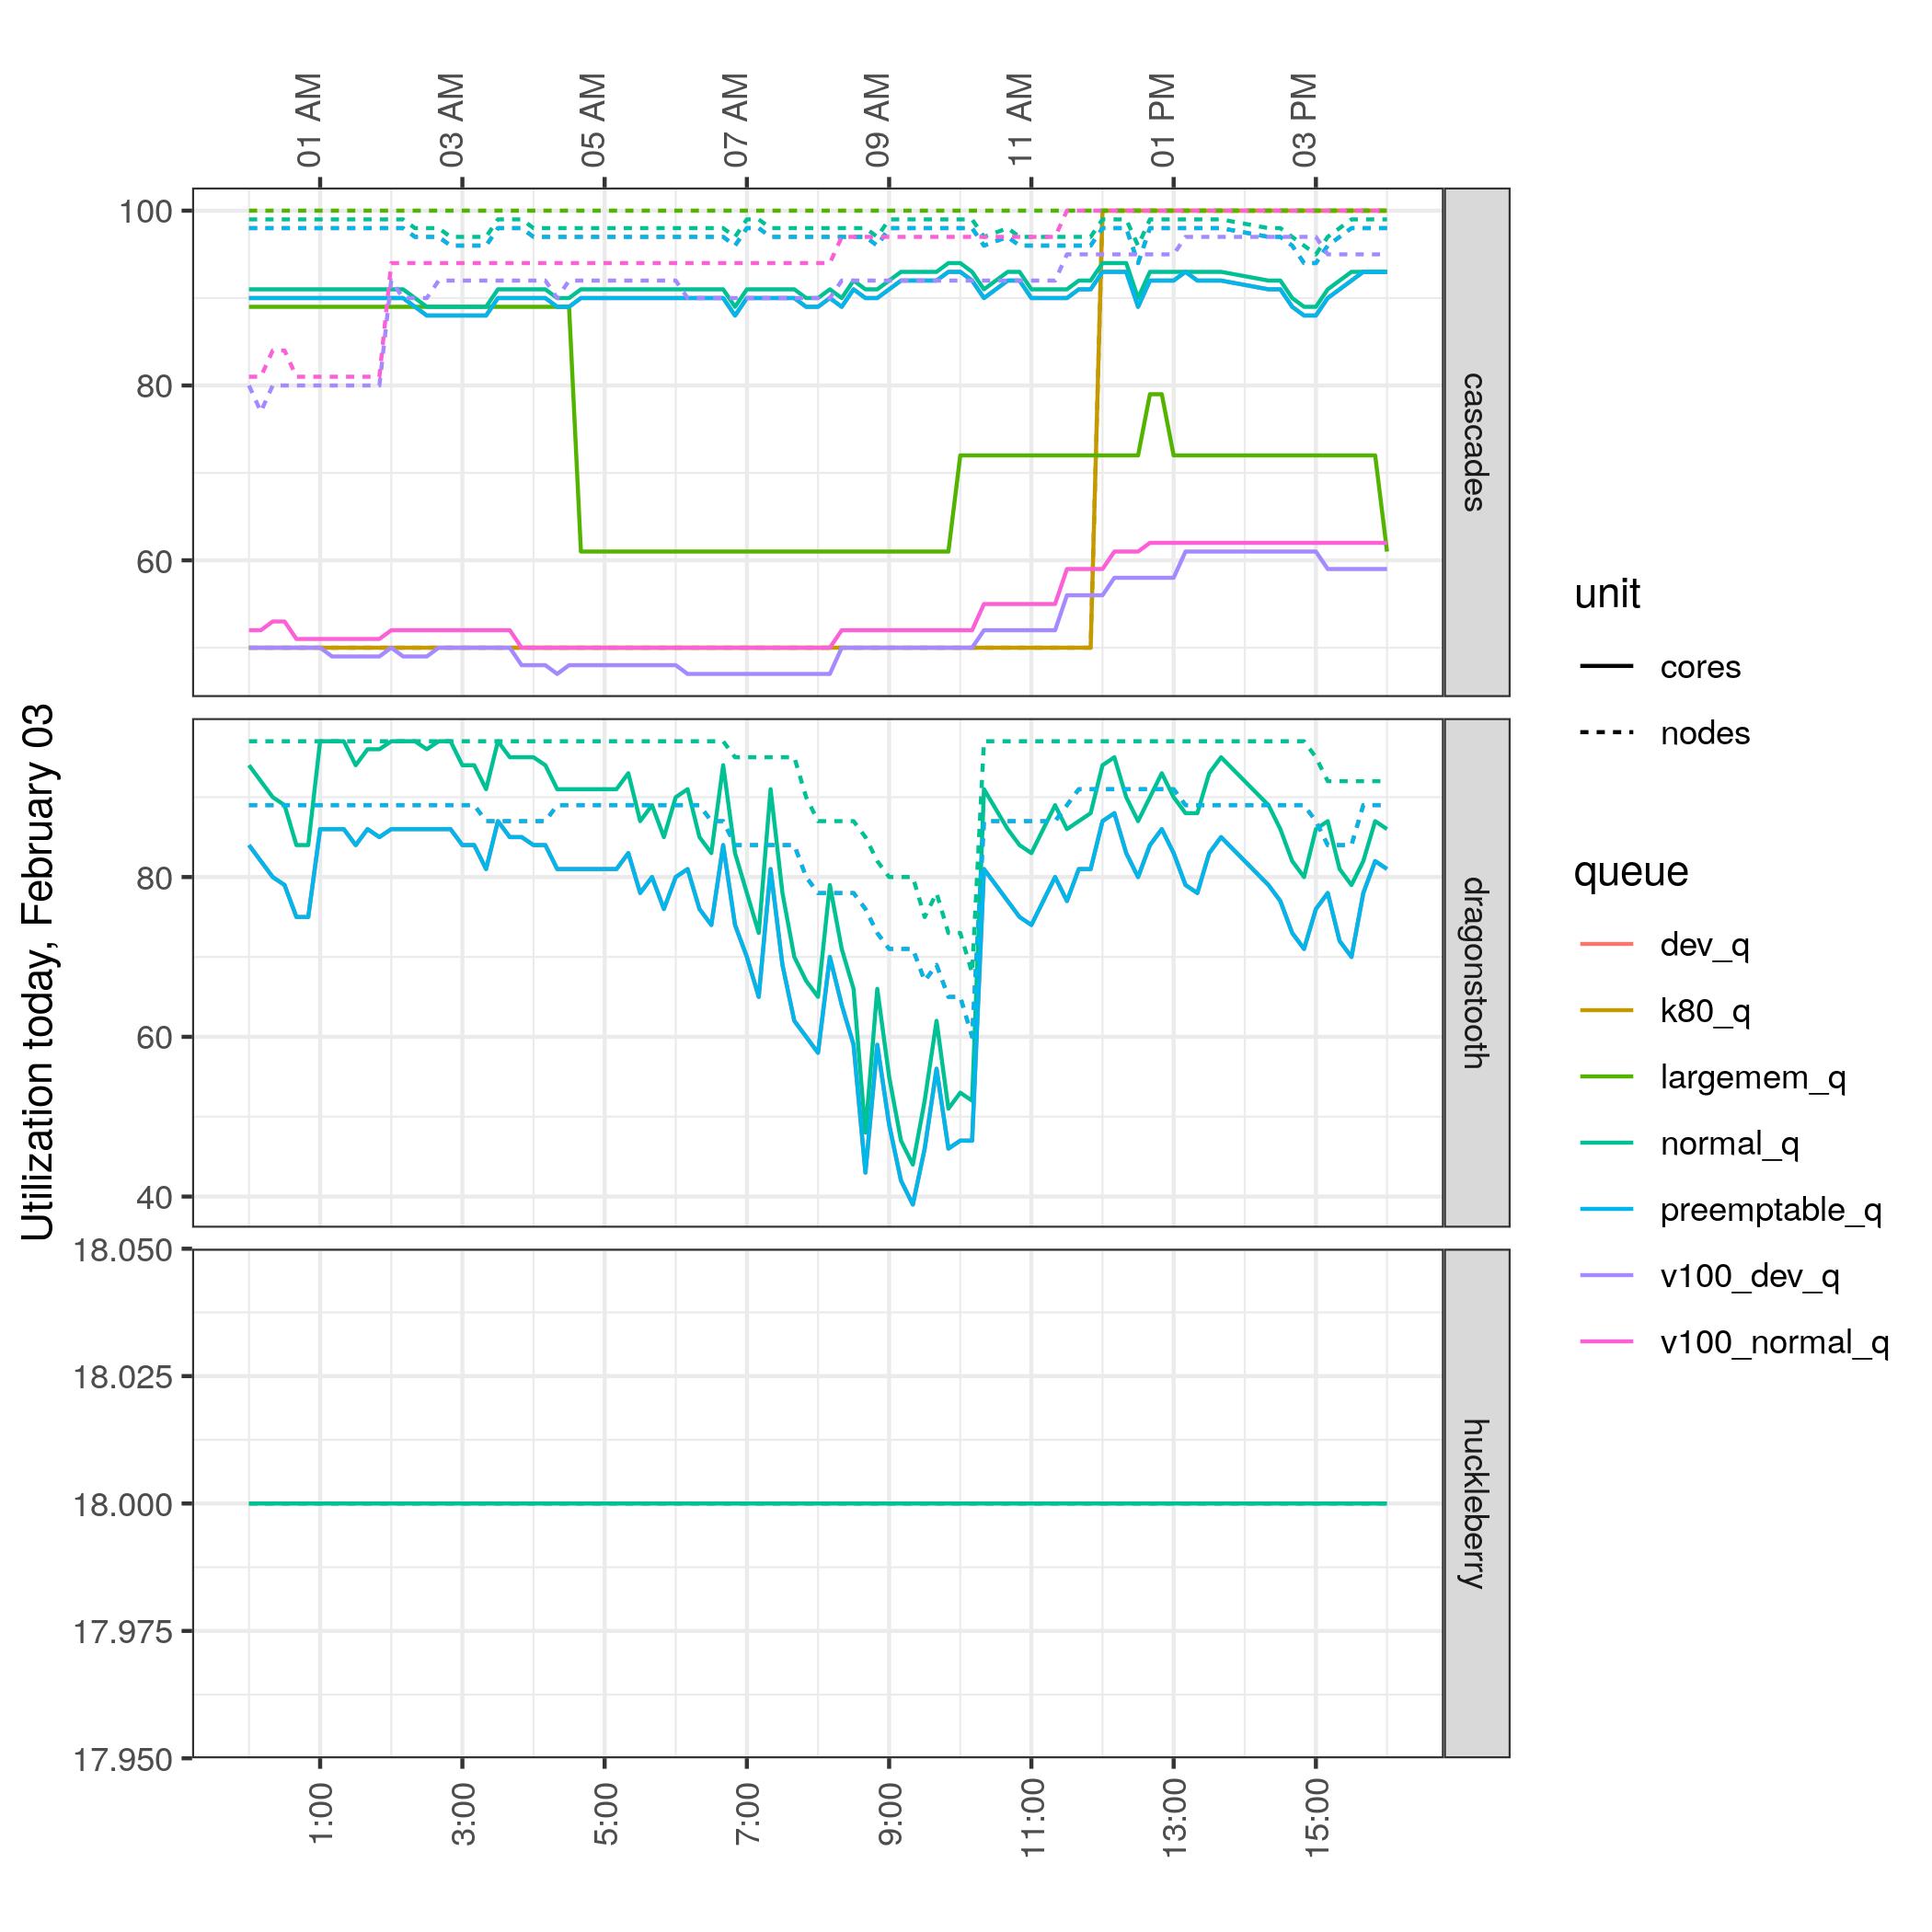 01 AM
03 AM
05 AM
07 AM
09 AM
11 AM
01 PM
03 PM
100
80
60
cascades
80
60
40
dragonstooth
18.050
18.025
18.000
17.975
17.950
huckleberry
1:00
3:00
5:00
7:00
9:00
11:00
13:00
15:00
Utilization today, February 03
unit
cores
nodes
queue
dev_q
k80_q
largemem_q
normal_q
preemptable_q
v100_dev_q
v100_normal_q